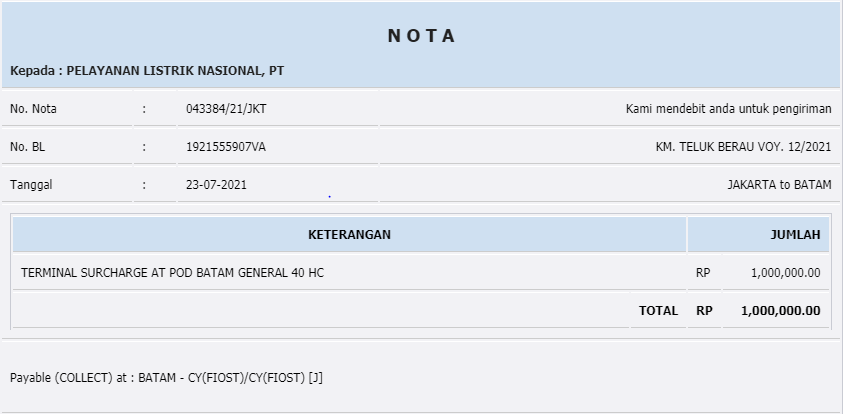 N O T A
Kepada : PELAYANAN LISTRIK NASIONAL, PT
No. Nota : 043384/21/JKT Kami mendebit anda untuk pengiriman
No. BL : 1921555907VA KM. TELUK BERAU VOY. 12/2021
Tanggal : 23-07-2021 JAKARTA to BATAM
KETERANGAN JUMLAH
TERMINAL SURCHARGE AT POD BATAM GENERAL 40 HC RP 1,000,000.00
TOTAL RP 1,000,000.00
Payable (COLLECT) at : BATAM - CY(FIOST)/CY(FIOST) [J]